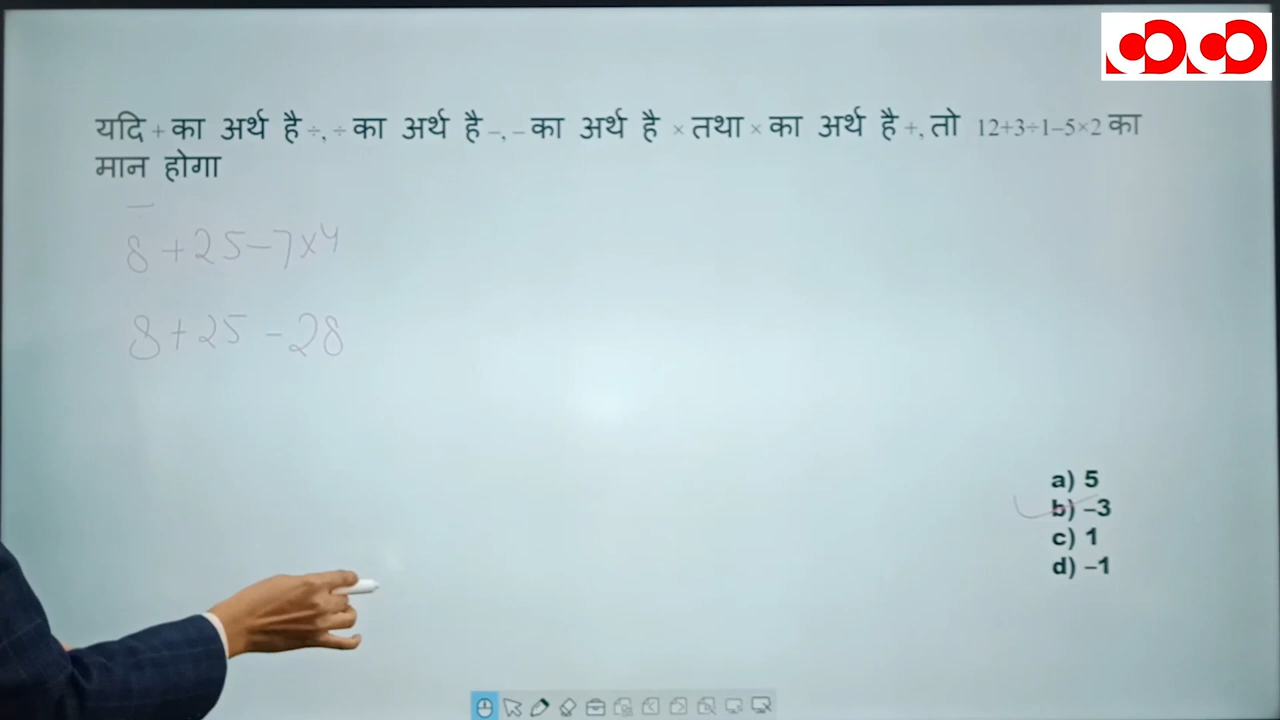 यदि + का अर्थ है ÷, ÷ का अर्थ है –, – का अर्थ है × तथा × का अर्थ है +, तो 12+3÷1–5×2 का
मान होगा
8 + 25 – 7 × 4
8 + 25 – 28
a) 5
b) –3
c) 1
d) –1